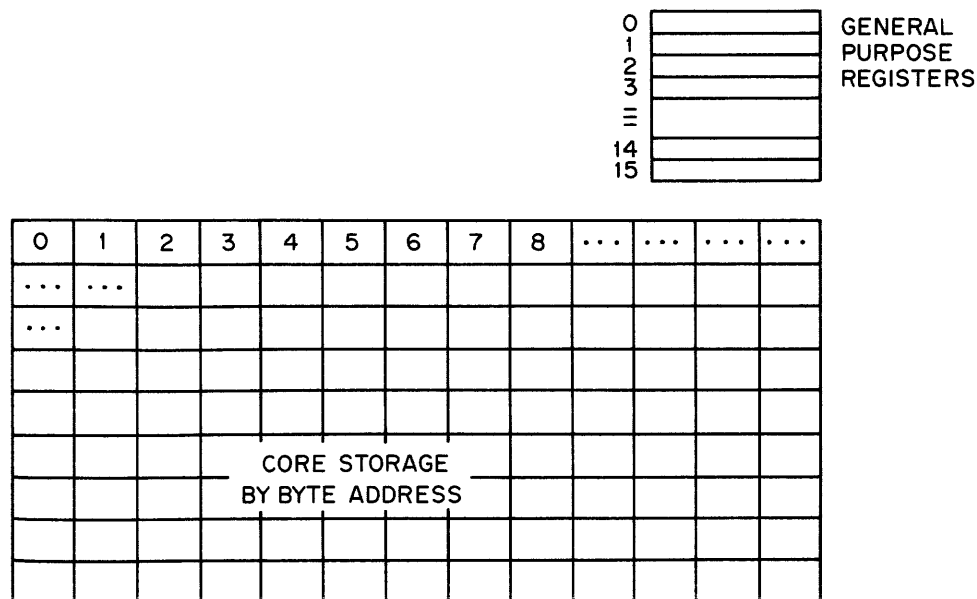 0
1
2
3
=
14
15
GENERAL
PURPOSE
REGISTERS
0 1 2 3 4 5 6 7 8 ... ... ... ...
... ...
...
CORE STORAGE
BY BYTE ADDRESS